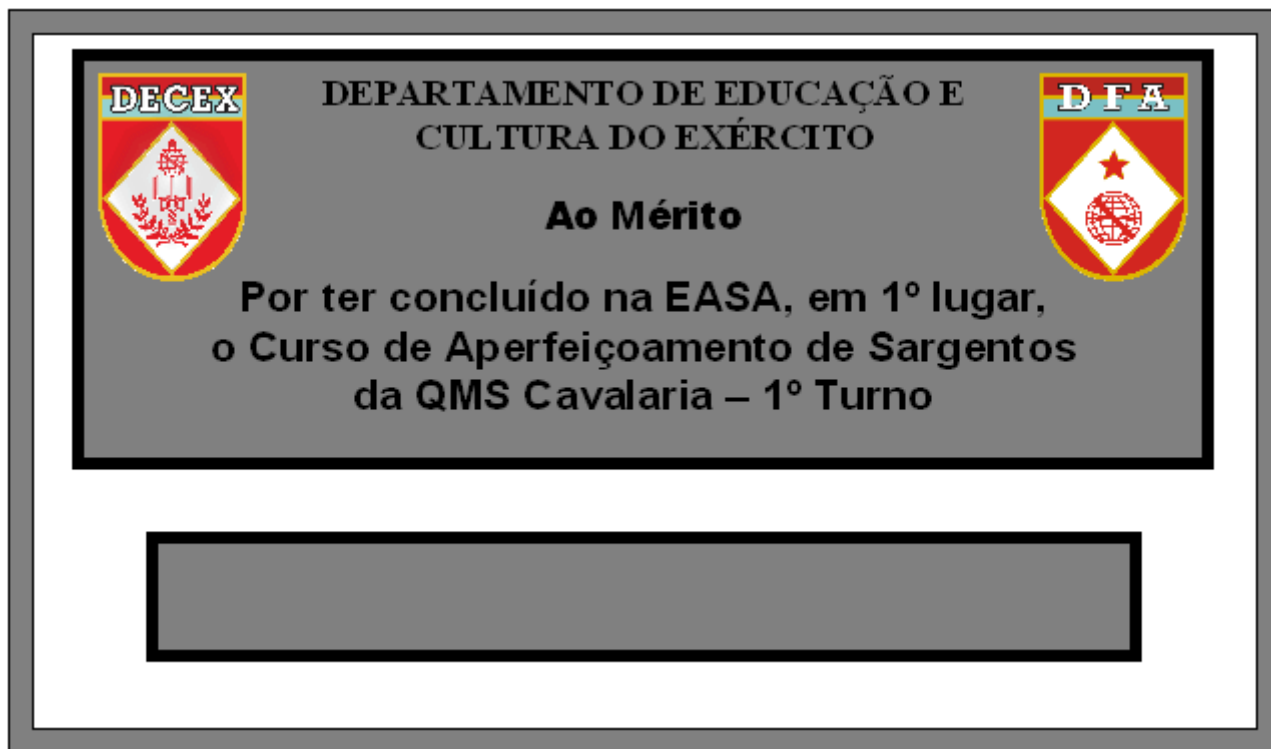 DECEX
DEPARTAMENTO DE EDUCAÇÃO E
CULTURA DO EXÉRCITO
DFA
Ao Mérito
Por ter concluído na EASA, em 1º lugar,
o Curso de Aperfeiçoamento de Sargentos
da QMS Cavalaria – 1º Turno